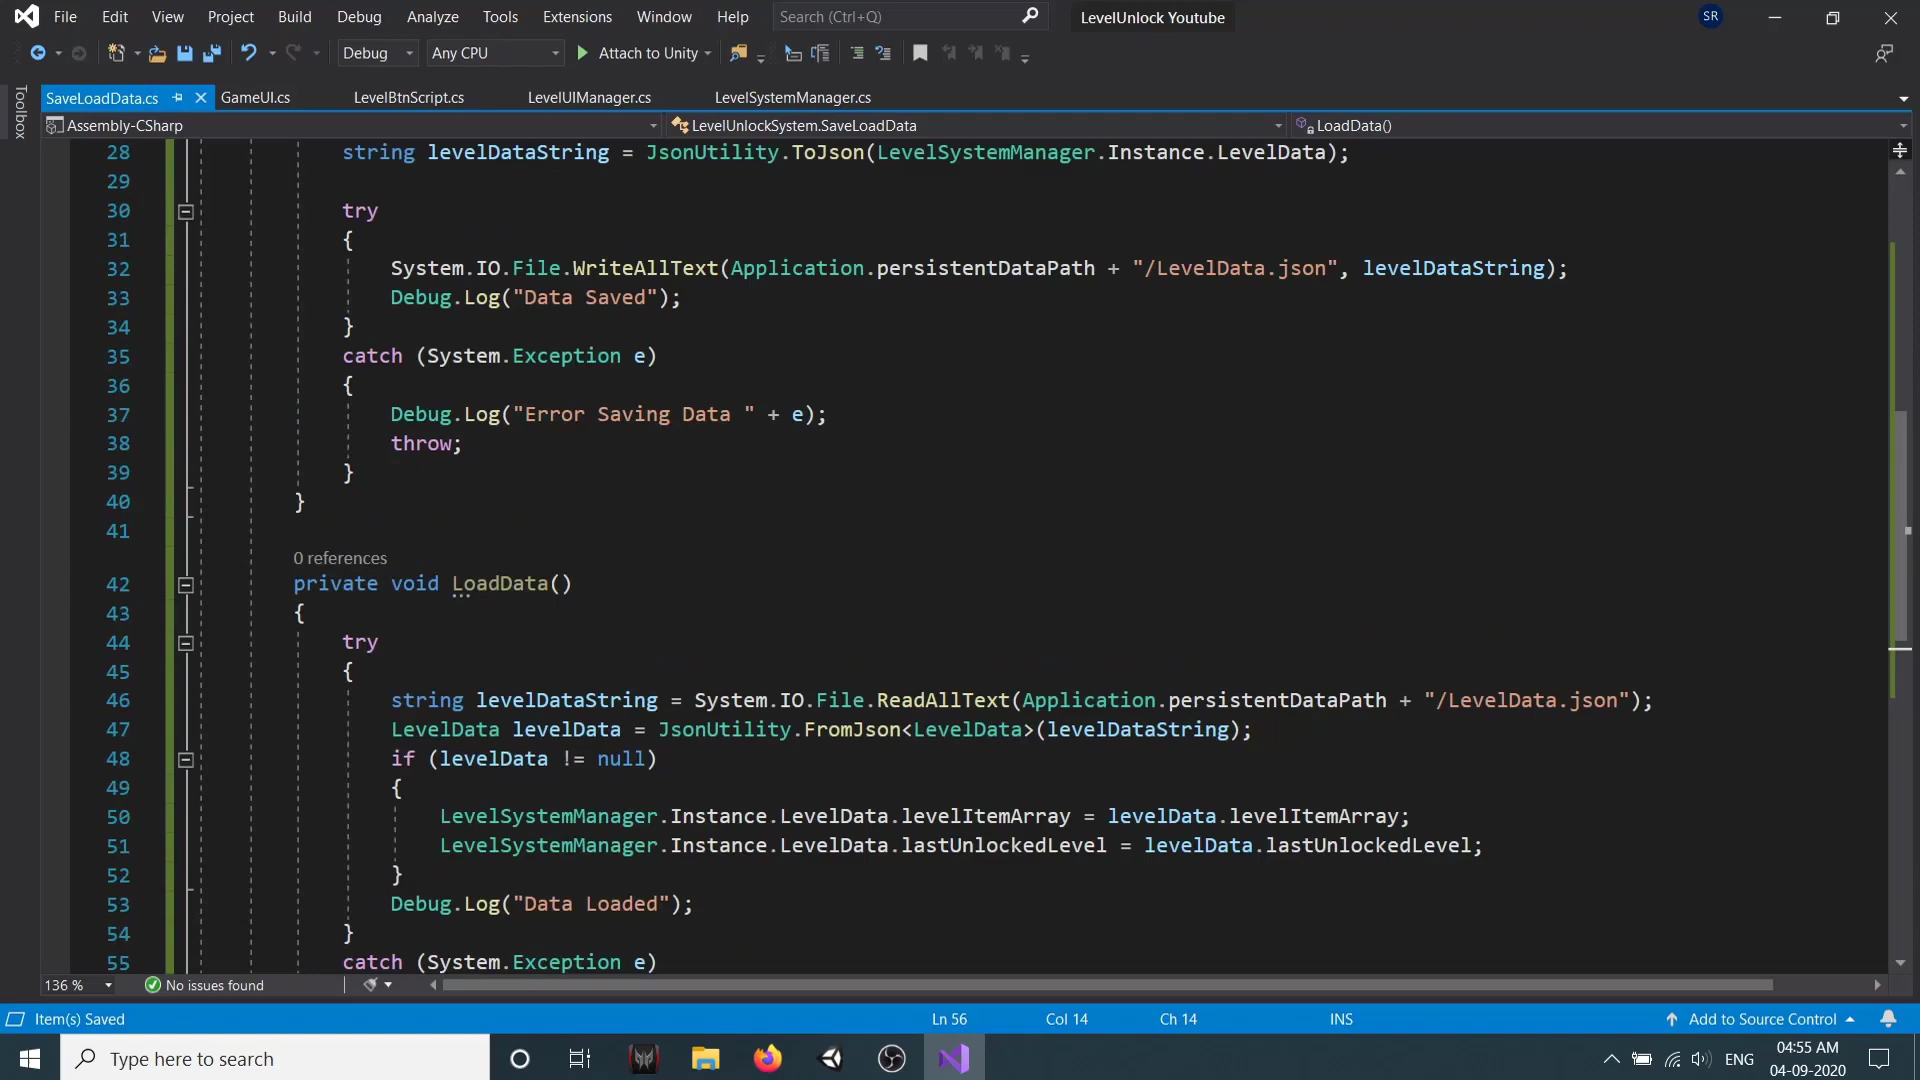 File Edit View Project Build Debug Analyze Tools Extensions Window Help Search (Ctrl+Q) LevelUnlock Youtube SR
Debug Any CPU Attach to Unity
Toolbox
SaveLoadData.cs GameUI.cs LevelBtnScript.cs LevelUIManager.cs LevelSystemManager.cs
Assembly-CSharp LevelUnlockSystem.SaveLoadData LoadData()
28 string levelDataString = JsonUtility.ToJson(LevelSystemManager.Instance.LevelData);
29
30 try
31 {
32 System.IO.File.WriteAllText(Application.persistentDataPath + "/LevelData.json", levelDataString);
33 Debug.Log("Data Saved");
34 }
35 catch (System.Exception e)
36 {
37 Debug.Log("Error Saving Data " + e);
38 throw;
39 }
40 }
41
0 references
42 private void LoadData()
43 {
44 try
45 {
46 string levelDataString = System.IO.File.ReadAllText(Application.persistentDataPath + "/LevelData.json");
47 LevelData levelData = JsonUtility.FromJson<LevelData>(levelDataString);
48 if (levelData != null)
49 {
50 LevelSystemManager.Instance.LevelData.levelItemArray = levelData.levelItemArray;
51 LevelSystemManager.Instance.LevelData.lastUnlockedLevel = levelData.lastUnlockedLevel;
52 }
53 Debug.Log("Data Loaded");
54 }
55 catch (System.Exception e)
136 % No issues found
Item(s) Saved Ln 56 Col 14 Ch 14 INS Add to Source Control
Type here to search ENG 04:55 AM
04-09-2020